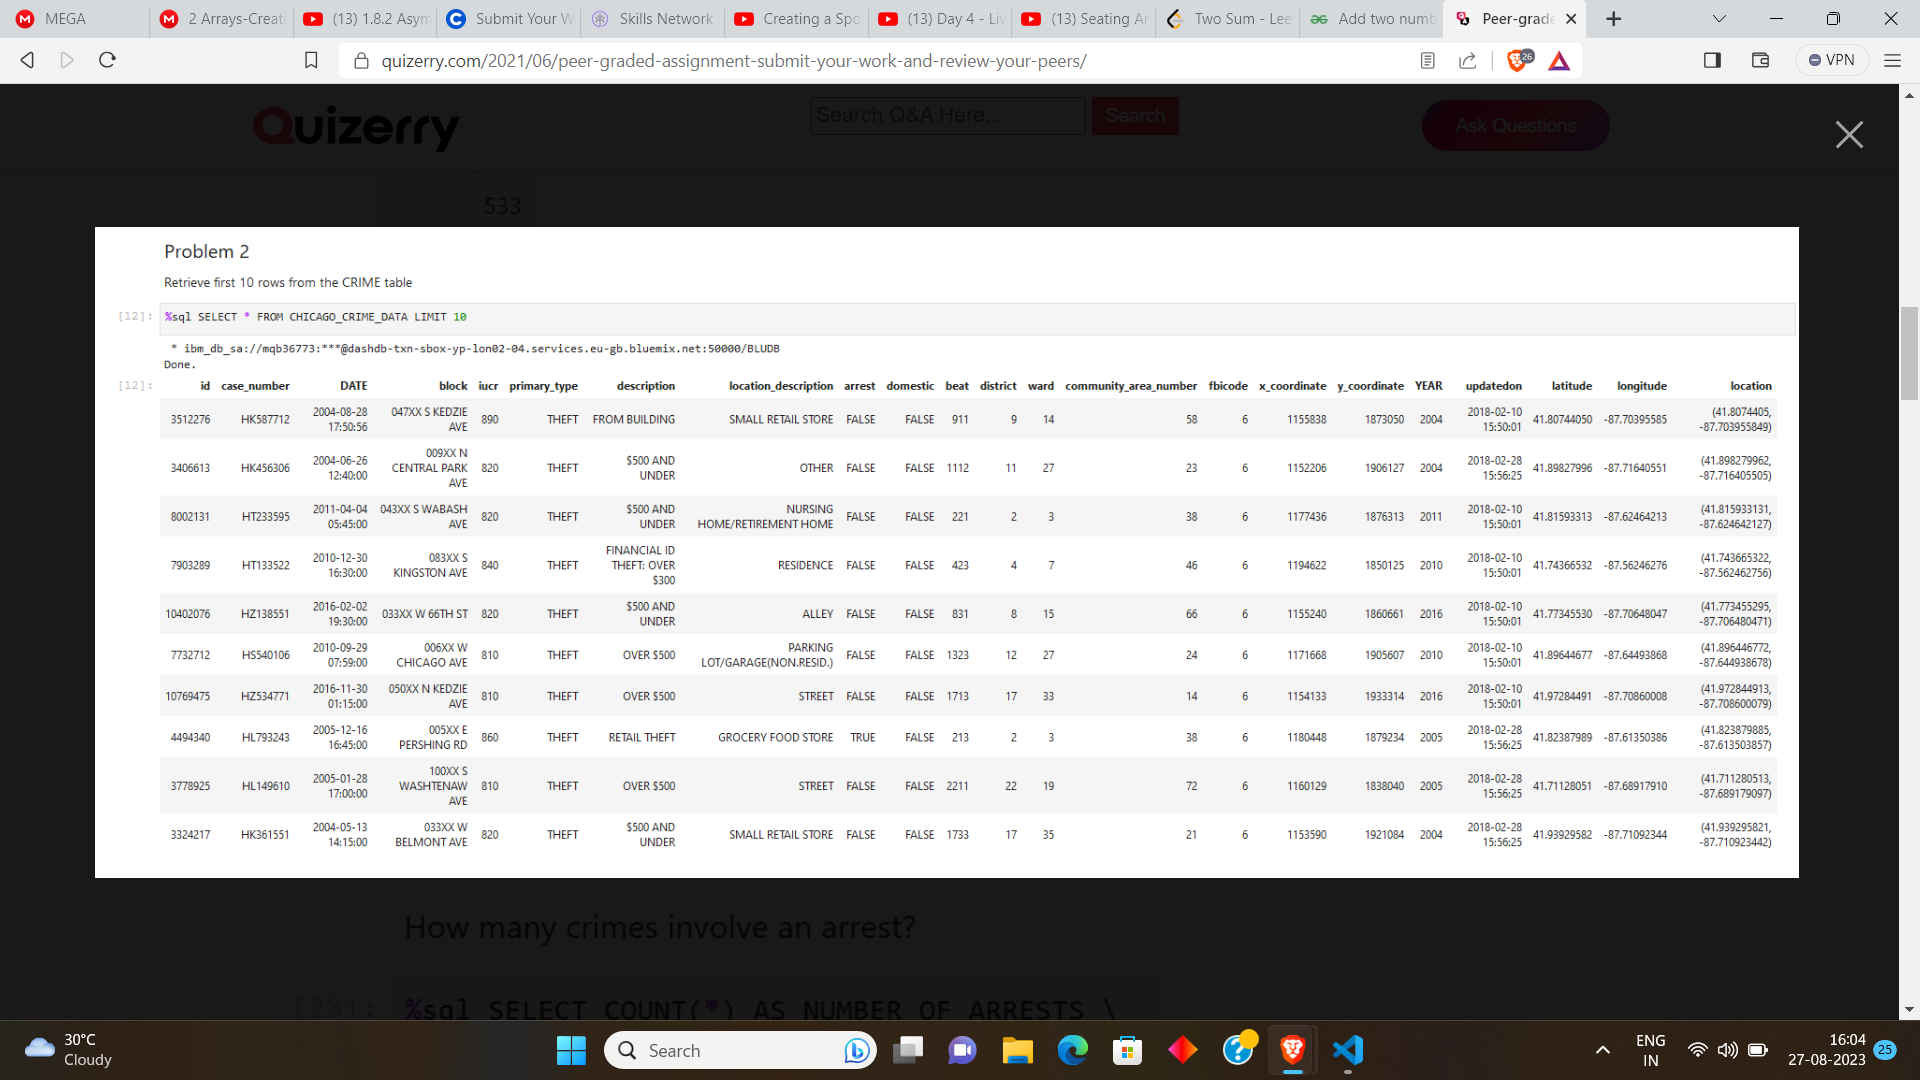 MEGA
2 Arrays-Creati
(13) 1.8.2 Asym
Submit Your W
Skills Network
Creating a Spo
(13) Day 4 - Liv
(13) Seating Ar
Two Sum - Lee
Add two numb
Peer-grade
quizerry.com/2021/06/peer-graded-assignment-submit-your-work-and-review-your-peers/
26
VPN
Quizerry
Search Q&A Here...
Search
Ask Questions
533
Problem 2
Retrieve first 10 rows from the CRIME table
[12]: %sql SELECT * FROM CHICAGO_CRIME_DATA LIMIT 10
* ibm_db_sa://mqb36773:***@dashdb-txn-sbox-yp-lon02-04.services.eu-gb.bluemix.net:50000/BLUDB
Done.
[12]: id case_number DATE block iucr primary_type description location_description arrest domestic beat district ward community_area_number fbicode x_coordinate y_coordinate YEAR updatedon latitude longitude location
3512276 HK587712 2004-08-28 17:50:56 047XX S KEDZIE AVE 890 THEFT FROM BUILDING SMALL RETAIL STORE FALSE FALSE 911 9 14 58 6 1155838 1873050 2004 2018-02-10 15:50:01 41.80744050 -87.70395585 (41.8074405, -87.703955849)
3406613 HK456306 2004-06-26 12:40:00 009XX N CENTRAL PARK AVE 820 THEFT $500 AND UNDER OTHER FALSE FALSE 1112 11 27 23 6 1152206 1906127 2004 2018-02-28 15:56:25 41.89827996 -87.71640551 (41.898279962, -87.716405505)
8002131 HT233595 2011-04-04 05:45:00 043XX S WABASH AVE 820 THEFT $500 AND UNDER NURSING HOME/RETIREMENT HOME FALSE FALSE 221 2 3 38 6 1177436 1876313 2011 2018-02-10 15:50:01 41.81593313 -87.62464213 (41.815933131, -87.624642127)
7903289 HT133522 2010-12-30 16:30:00 083XX S KINGSTON AVE 840 THEFT FINANCIAL ID THEFT: OVER $300 RESIDENCE FALSE FALSE 423 4 7 46 6 1194622 1850125 2010 2018-02-10 15:50:01 41.74366532 -87.56246276 (41.743665322, -87.562462756)
10402076 HZ138551 2016-02-02 19:30:00 033XX W 66TH ST 820 THEFT $500 AND UNDER ALLEY FALSE FALSE 831 8 15 66 6 1155240 1860661 2016 2018-02-10 15:50:01 41.77345530 -87.70648047 (41.773455295, -87.706480471)
7732712 HS540106 2010-09-29 07:59:00 006XX W CHICAGO AVE 810 THEFT OVER $500 PARKING LOT/GARAGE(NON.RESID.) FALSE FALSE 1323 12 27 24 6 1171668 1905607 2010 2018-02-10 15:50:01 41.89644677 -87.64493868 (41.896446772, -87.644938678)
10769475 HZ534771 2016-11-30 01:15:00 050XX N KEDZIE AVE 810 THEFT OVER $500 STREET FALSE FALSE 1713 17 33 14 6 1154133 1933314 2016 2018-02-10 15:50:01 41.97284491 -87.70860008 (41.972844913, -87.708600079)
4494340 HL793243 2005-12-16 16:45:00 005XX E PERSHING RD 860 THEFT RETAIL THEFT GROCERY FOOD STORE TRUE FALSE 213 2 3 38 6 1180448 1879234 2005 2018-02-28 15:56:25 41.82387989 -87.61350386 (41.823879885, -87.613503857)
3778925 HL149610 2005-01-28 17:00:00 100XX S WASHTENAW AVE 810 THEFT OVER $500 STREET FALSE FALSE 2211 22 19 72 6 1160129 1838040 2005 2018-02-28 15:56:25 41.71128051 -87.68917910 (41.711280513, -87.689179097)
3324217 HK361551 2004-05-13 14:15:00 033XX W BELMONT AVE 820 THEFT $500 AND UNDER SMALL RETAIL STORE FALSE FALSE 1733 17 35 21 6 1153590 1921084 2004 2018-02-28 15:56:25 41.93929582 -87.71092344 (41.939295821, -87.710923442)
How many crimes involve an arrest?
[23]: %sql SELECT COUNT(*) AS NUMBER_OF_ARRESTS \
30°C
Cloudy
Search
ENG
IN
16:04
27-08-2023
25